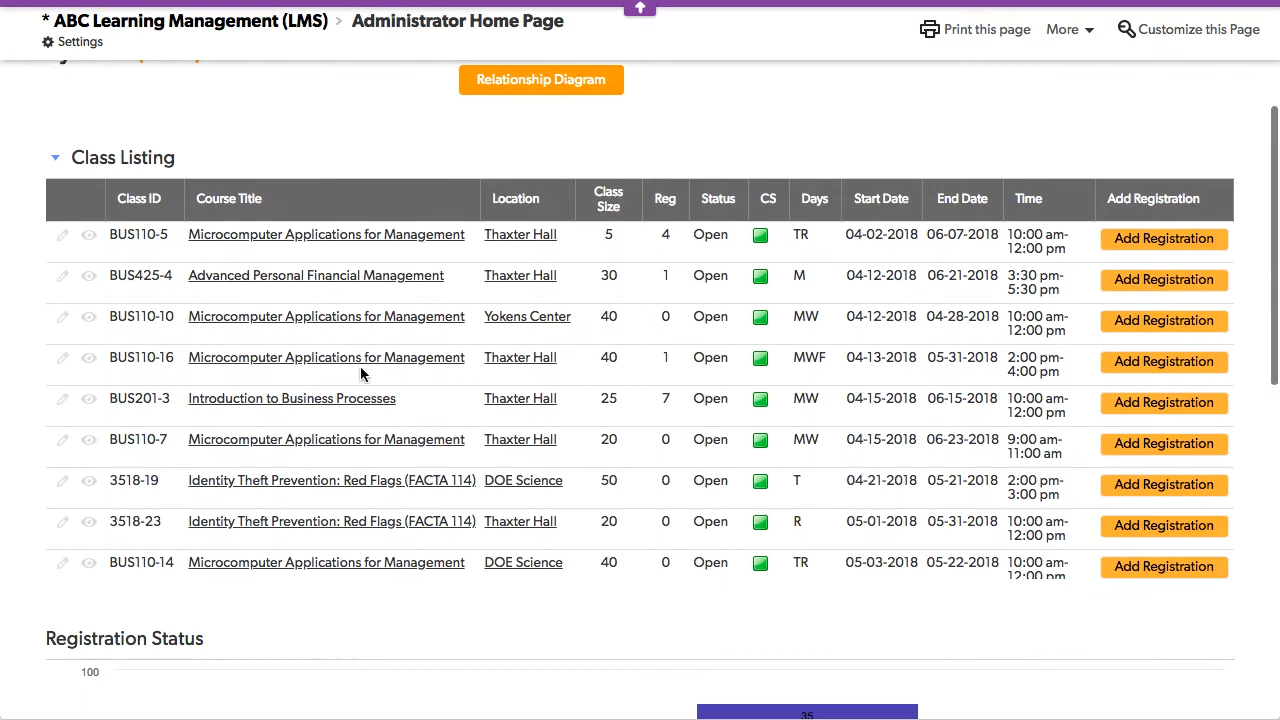 * ABC Learning Management (LMS) > Administrator Home Page
Settings
Print this page More Customize this Page
Relationship Diagram
Class Listing
Class ID Course Title Location Class Size Reg Status CS Days Start Date End Date Time Add Registration
BUS110-5 Microcomputer Applications for Management Thaxter Hall 5 4 Open TR 04-02-2018 06-07-2018 10:00 am-12:00 pm Add Registration
BUS425-4 Advanced Personal Financial Management Thaxter Hall 30 1 Open M 04-12-2018 06-21-2018 3:30 pm-5:30 pm Add Registration
BUS110-10 Microcomputer Applications for Management Yokens Center 40 0 Open MW 04-12-2018 04-28-2018 10:00 am-12:00 pm Add Registration
BUS110-16 Microcomputer Applications for Management Thaxter Hall 40 1 Open MWF 04-13-2018 05-31-2018 2:00 pm-4:00 pm Add Registration
BUS201-3 Introduction to Business Processes Thaxter Hall 25 7 Open MW 04-15-2018 06-15-2018 10:00 am-12:00 pm Add Registration
BUS110-7 Microcomputer Applications for Management Thaxter Hall 20 0 Open MW 04-15-2018 06-23-2018 9:00 am-11:00 am Add Registration
3518-19 Identity Theft Prevention: Red Flags (FACTA 114) DOE Science 50 0 Open T 04-21-2018 05-21-2018 2:00 pm-3:00 pm Add Registration
3518-23 Identity Theft Prevention: Red Flags (FACTA 114) Thaxter Hall 20 0 Open R 05-01-2018 05-31-2018 10:00 am-12:00 pm Add Registration
BUS110-14 Microcomputer Applications for Management DOE Science 40 0 Open TR 05-03-2018 05-22-2018 10:00 am-12:00 pm Add Registration
Registration Status
100
35